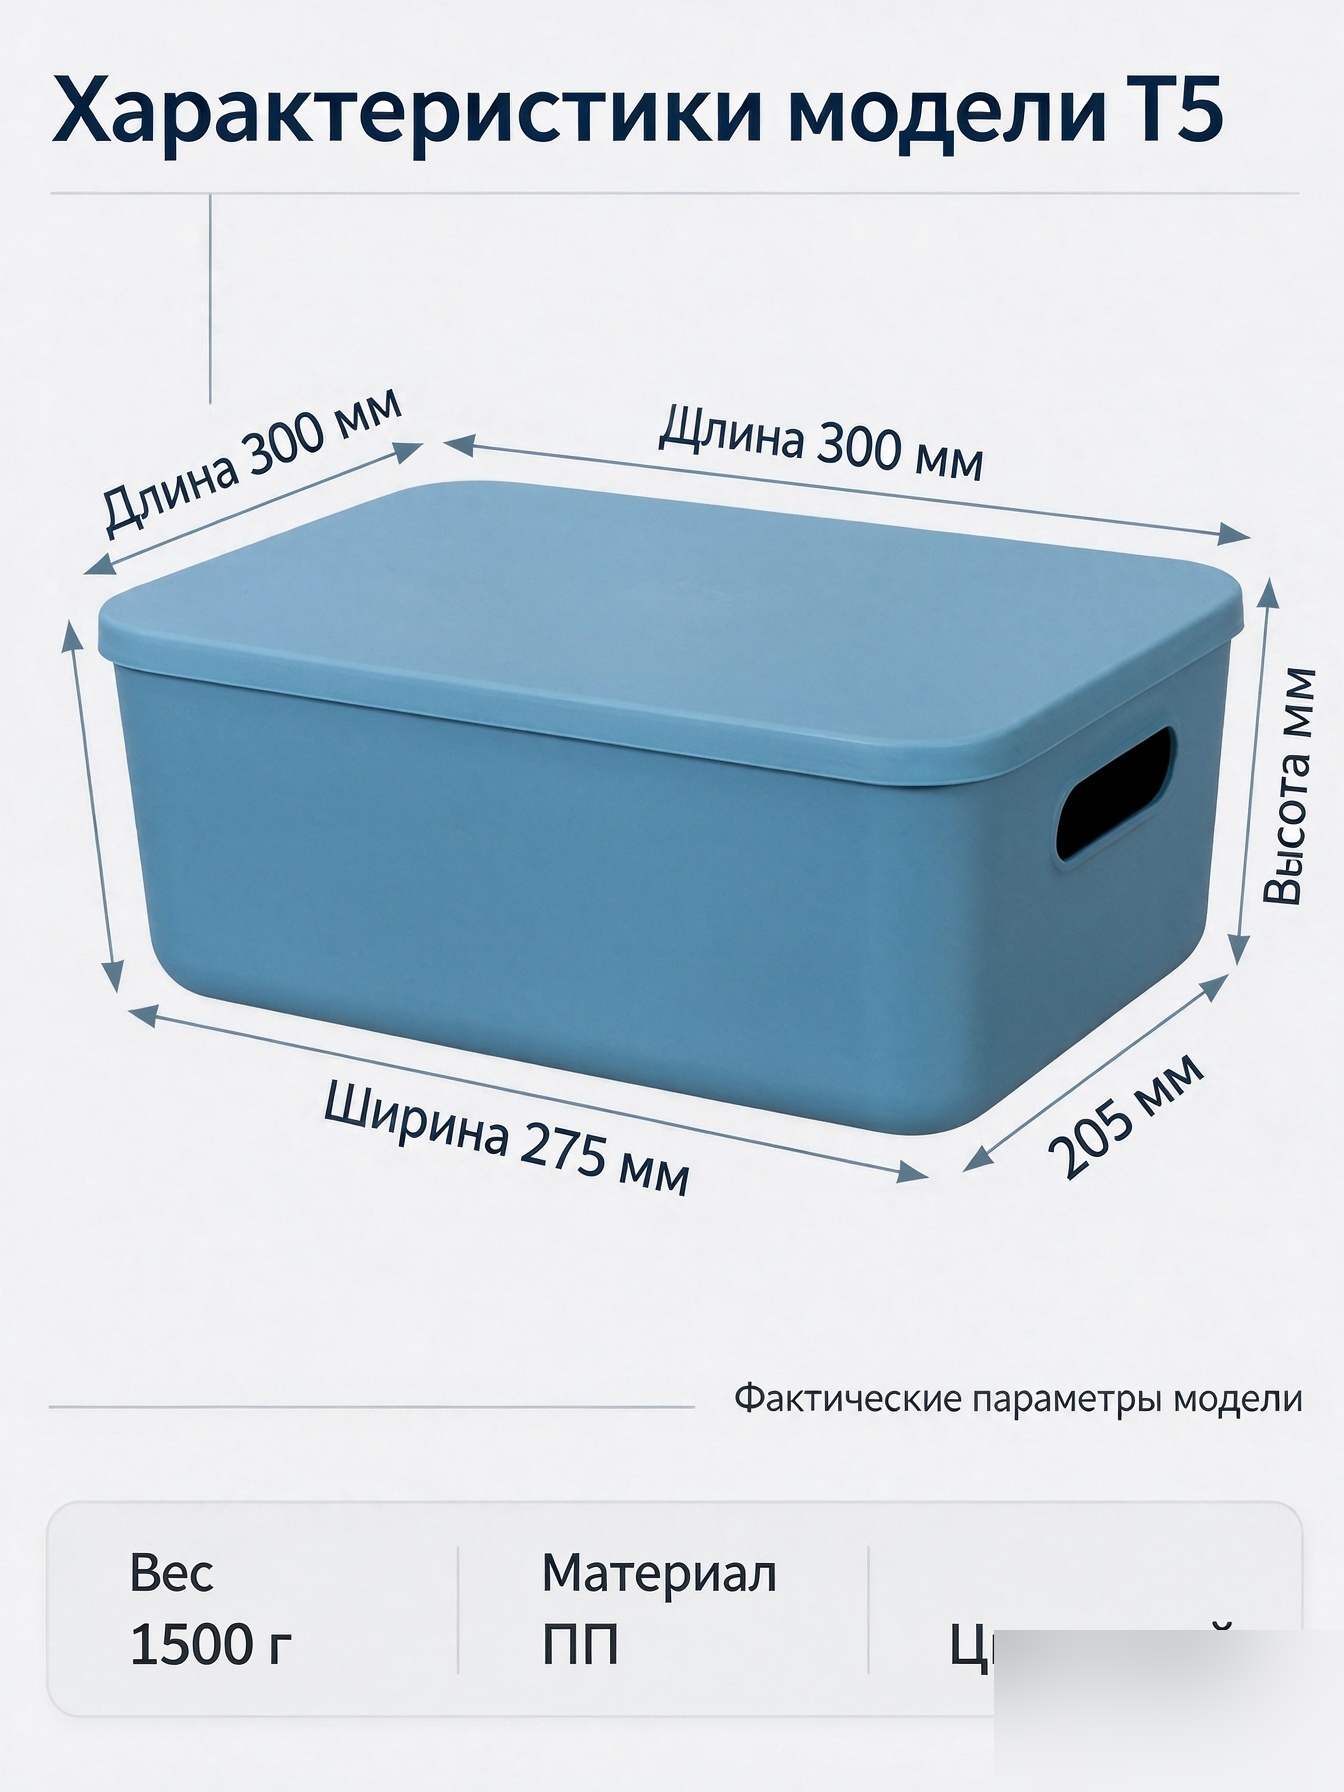 Характеристики модели Т5
Длина 300 мм
Щлина 300 мм
Высота мм
Ширина 275 мм
205 мм
Фактические параметры модели
Вес
1500 г
Материал
ПП